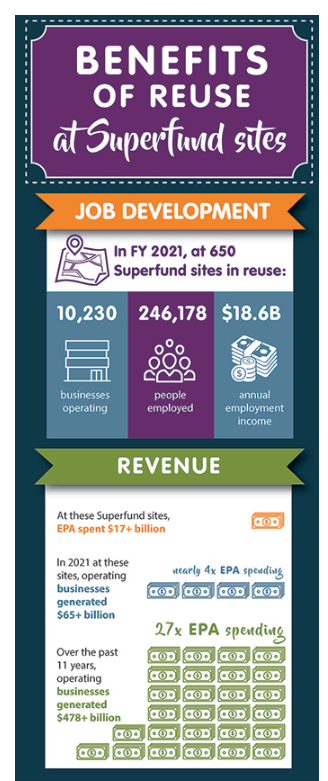 BENEFITS
OF REUSE
at Superfund sites
JOB DEVELOPMENT
In FY 2021, at 650
Superfund sites in reuse:
10,230
businesses
operating
246,178
people
employed
$18.6B
annual
employment
income
REVENUE
At these Superfund sites,
EPA spent $17+ billion
In 2021 at these
sites, operating
businesses
generated
$65+ billion
nearly 4x EPA spending
27x EPA spending
Over the past
11 years,
operating
businesses
generated
$478+ billion